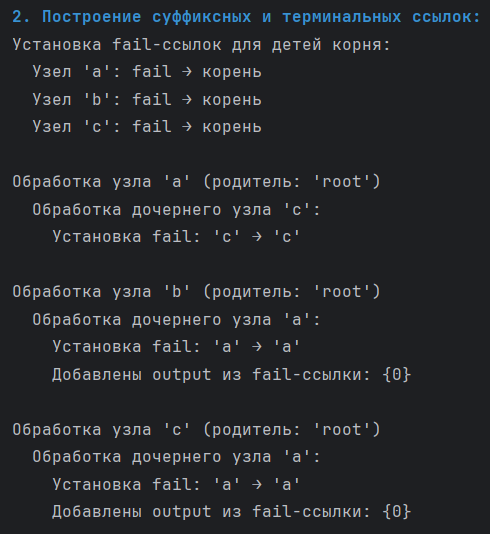 2. Построение суффиксных и терминальных ссылок:
Установка fail-ссылок для детей корня:
Узел 'a': fail → корень
Узел 'b': fail → корень
Узел 'c': fail → корень
Обработка узла 'a' (родитель: 'root')
Обработка дочернего узла 'c':
Установка fail: 'c' → 'c'
Обработка узла 'b' (родитель: 'root')
Обработка дочернего узла 'a':
Установка fail: 'a' → 'a'
Добавлены output из fail-ссылки: {0}
Обработка узла 'c' (родитель: 'root')
Обработка дочернего узла 'a':
Установка fail: 'a' → 'a'
Добавлены output из fail-ссылки: {0}